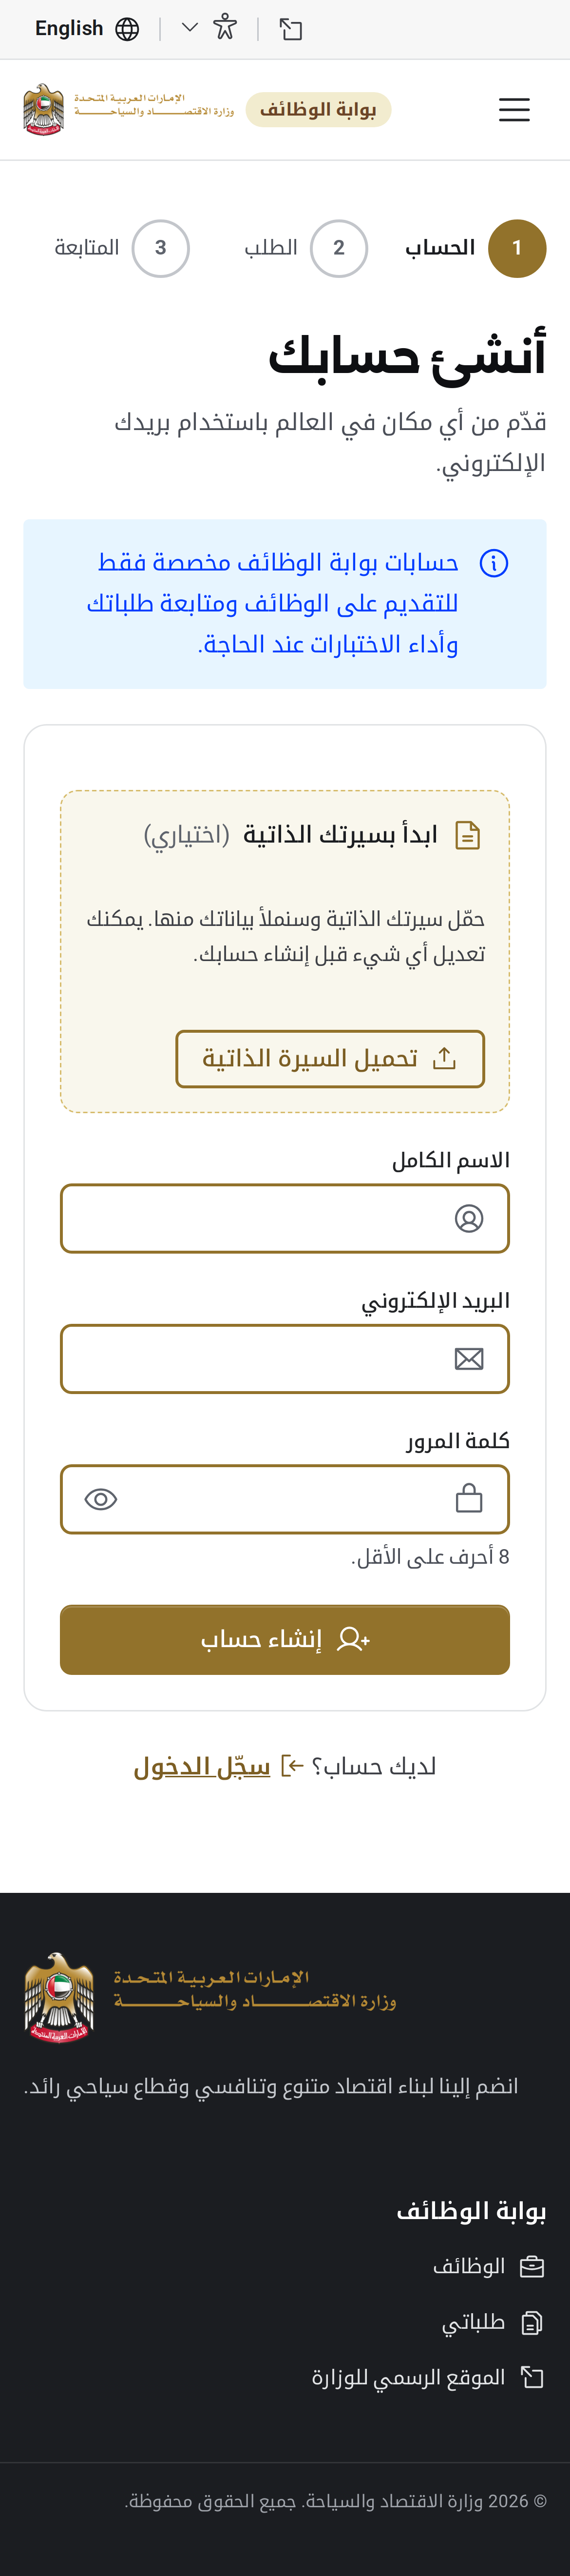 English
بوابة الوظائف
الإمارات العربية المتحدة
وزارة الاقتصاد والسياحة
1 الحساب
2 الطلب
3 المتابعة
أنشئ حسابك
قدّم من أي مكان في العالم باستخدام بريدك
الإلكتروني.
حسابات بوابة الوظائف مخصصة فقط
للتقديم على الوظائف ومتابعة طلباتك
وأداء الاختبارات عند الحاجة.
ابدأ بسيرتك الذاتية (اختياري)
حمّل سيرتك الذاتية وسنملأ بياناتك منها. يمكنك
تعديل أي شيء قبل إنشاء حسابك.
تحميل السيرة الذاتية
الاسم الكامل
البريد الإلكتروني
كلمة المرور
8 أحرف على الأقل.
إنشاء حساب
لديك حساب؟ سجّل الدخول
الإمارات العربية المتحدة
وزارة الاقتصاد والسياحة
انضم إلينا لبناء اقتصاد متنوع وتنافسي وقطاع سياحي رائد.
بوابة الوظائف
الوظائف
طلباتي
الموقع الرسمي للوزارة
© 2026 وزارة الاقتصاد والسياحة. جميع الحقوق محفوظة.